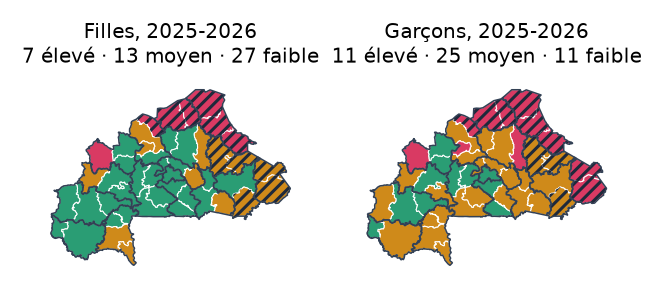 Filles, 2025-2026
7 élevé · 13 moyen · 27 faible
Garçons, 2025-2026
11 élevé · 25 moyen · 11 faible